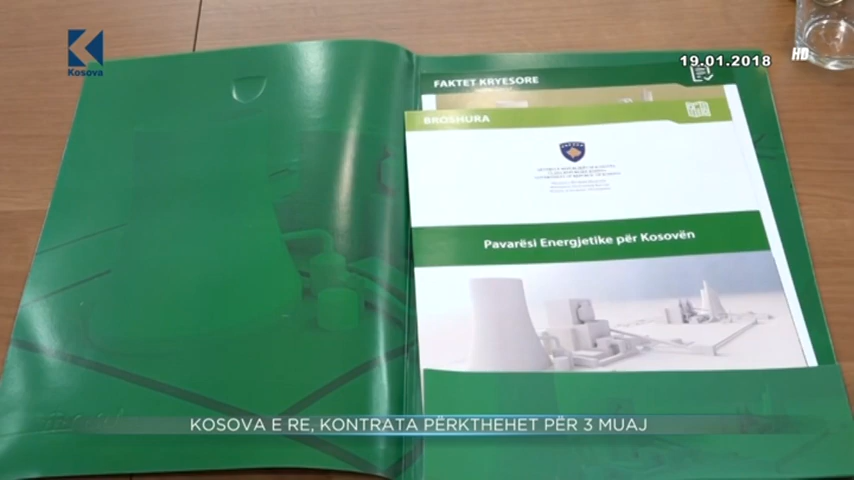 Kosova
19.01.2018
HD
FAKTET KRYESORE
BROSHURA
Pavarësi Energjetike për Kosovën
KOSOVA E RE, KONTRATA PËRKTHEHET PËR 3 MUAJ